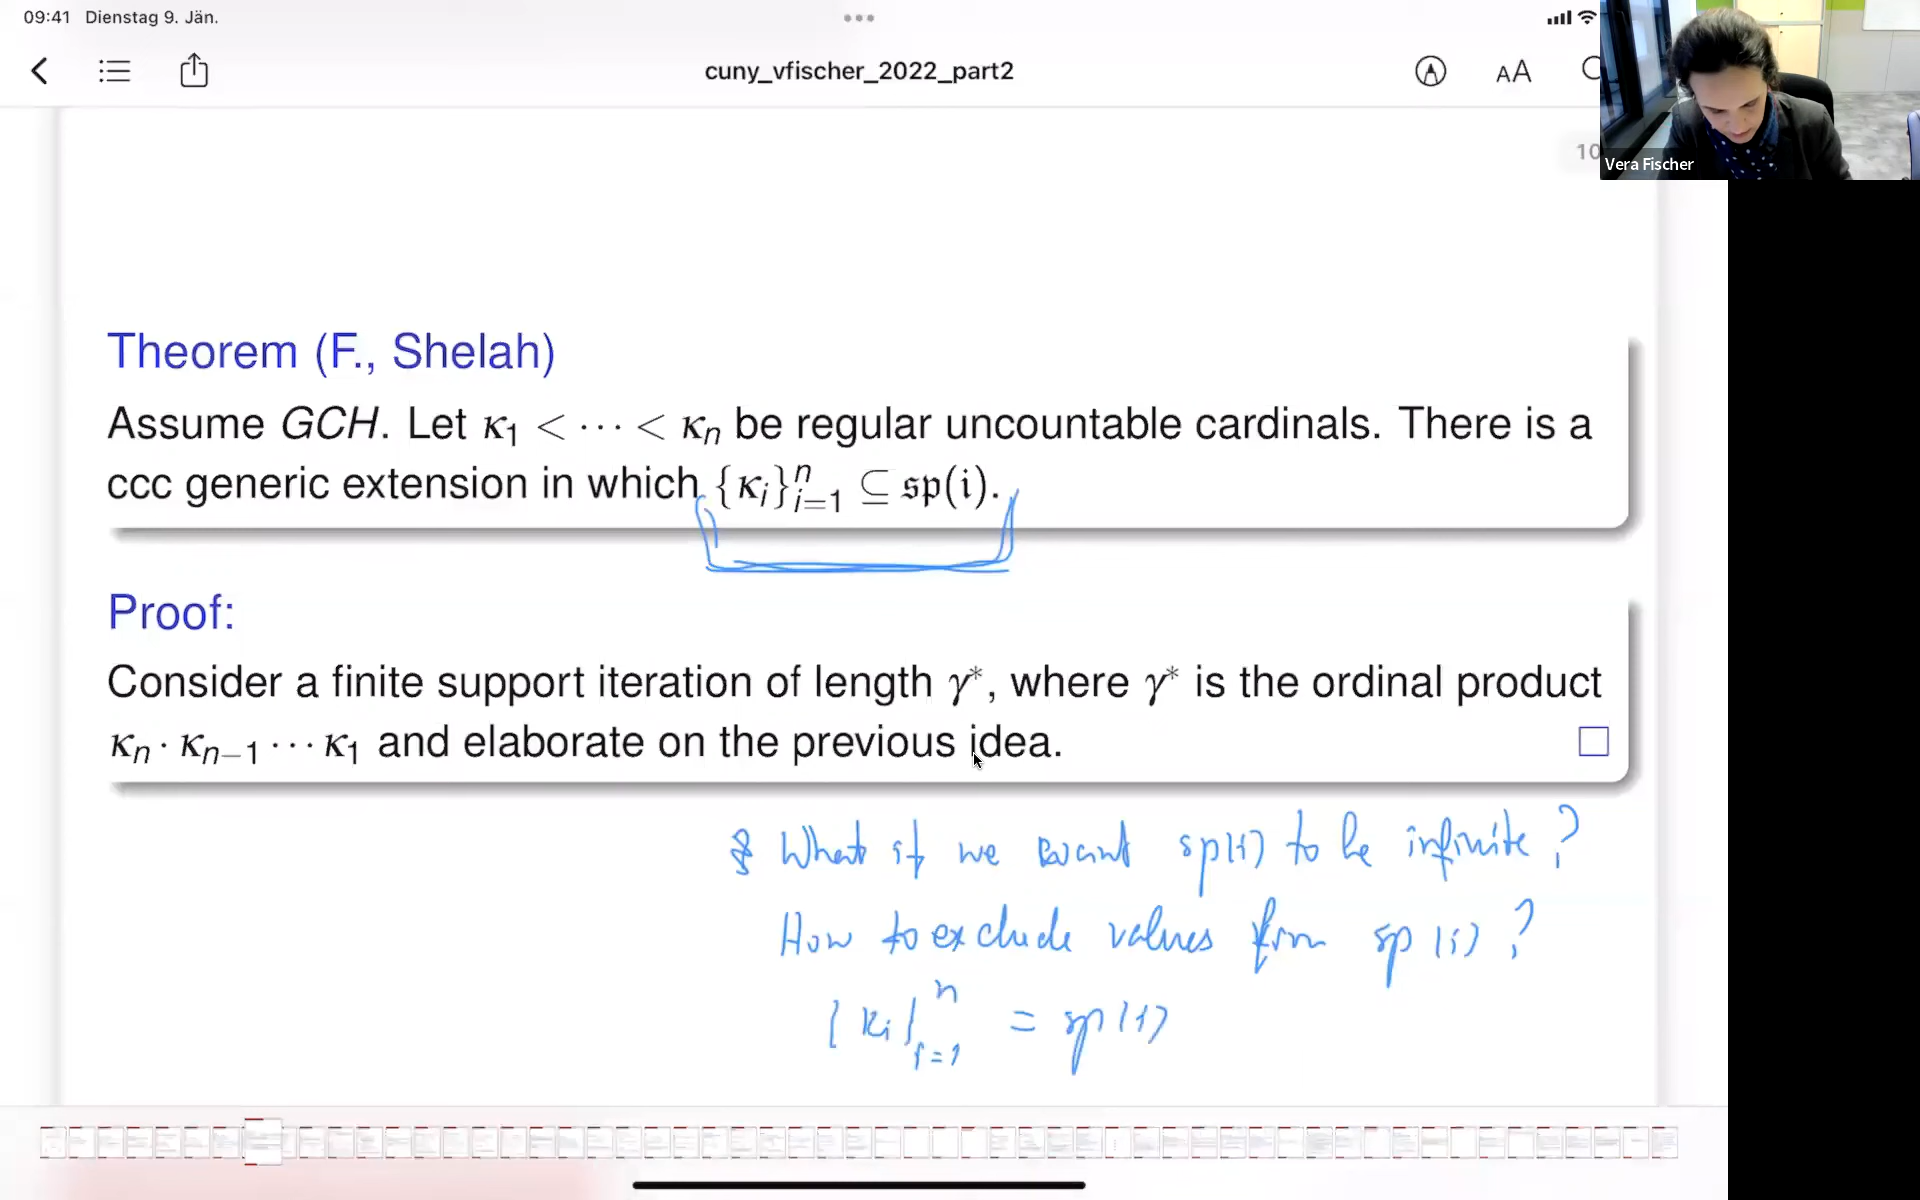 09:41 Dienstag 9. Jän.
cuny_vfischer_2022_part2
AA
10
Vera Fischer
Theorem (F., Shelah)
Assume GCH. Let κ₁ < ⋯ < κₙ be regular uncountable cardinals. There is a
ccc generic extension in which {κᵢ}ⁿᵢ₌₁ ⊆ 𝔰𝔭(𝔦).
Proof:
Consider a finite support iteration of length γ*, where γ* is the ordinal product
κₙ · κₙ₋₁ ⋯ κ₁ and elaborate on the previous idea. □
What if we want sp(i) to be infinite?
How to exclude values from sp(i)?
{κᵢ}ⁿᵢ₌₁ = sp(i)